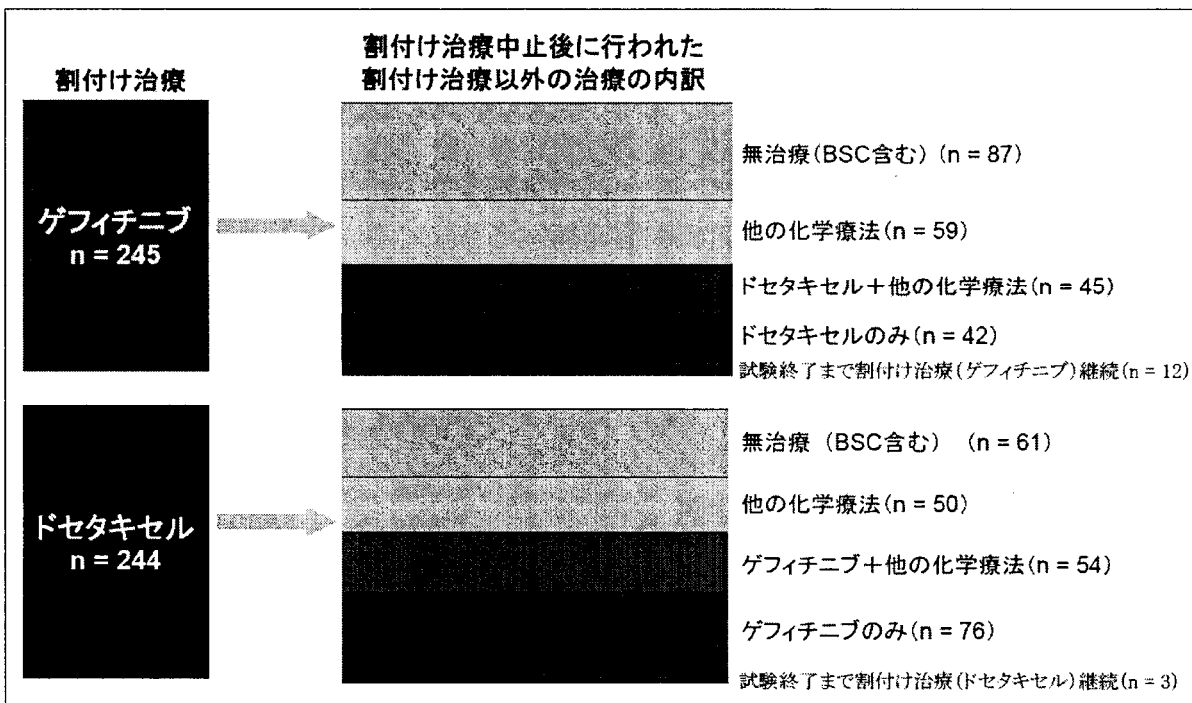 割付け治療
割付け治療中止後に行われた
割付け治療以外の治療の内訳
ゲフィチニブ
n = 245
無治療(BSC含む) (n = 87)
他の化学療法(n = 59)
ドセタキセル+他の化学療法(n = 45)
ドセタキセルのみ(n = 42)
試験終了まで割付け治療(ゲフィチニブ)継続(n = 12)
ドセタキセル
n = 244
無治療 (BSC含む) (n = 61)
他の化学療法(n = 50)
ゲフィチニブ+他の化学療法(n = 54)
ゲフィチニブのみ(n = 76)
試験終了まで割付け治療(ドセタキセル)継続(n = 3)